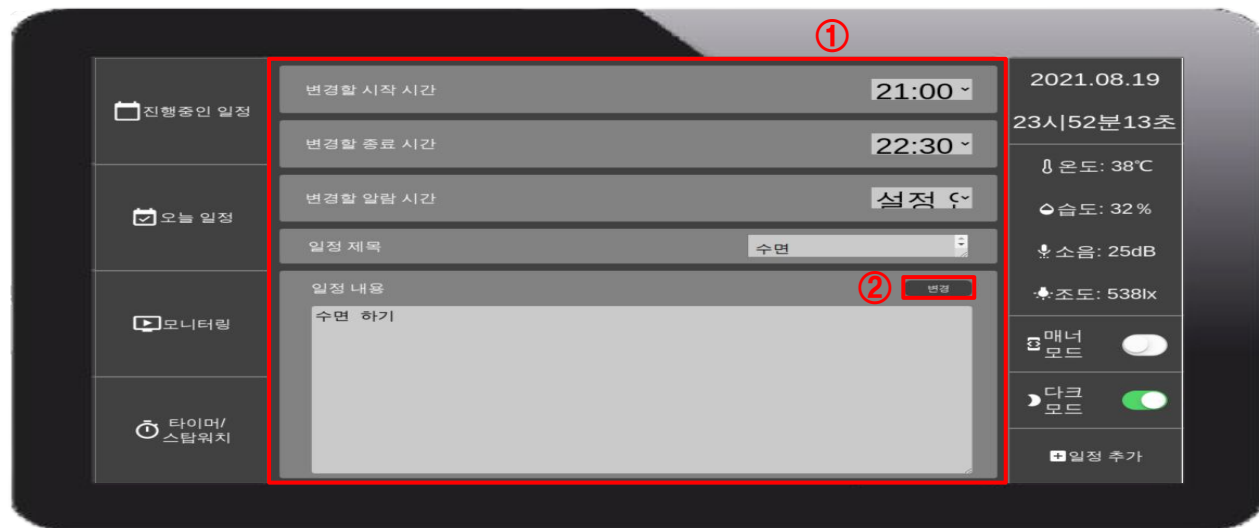 ①
진행중인 일정
오늘 일정
모니터링
타이머/
스탑워치
변경할 시작 시간
21:00
변경할 종료 시간
22:30
변경할 알람 시간
설정
일정 제목
수면
일정 내용
②
변경
수면 하기
2021.08.19
23시52분13초
온도: 38℃
습도: 32%
소음: 25dB
조도: 538lx
매너
모드
다크
모드
일정 추가